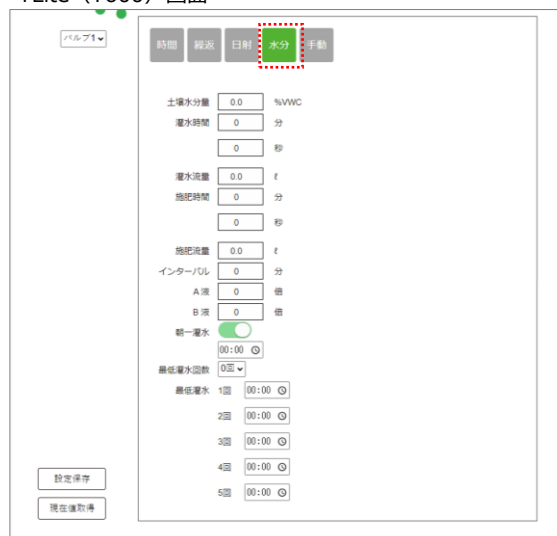 バルブ1
時間 繰返 日射 水分 手動
土壌水分量 0.0 %VWC
灌水時間 0 分
0 秒
灌水流量 0.0 ℓ
施肥時間 0 分
0 秒
施肥流量 0.0 ℓ
インターバル 0 分
A 液 0 倍
B 液 0 倍
朝一灌水
00:00
最低灌水回数 0回
最低灌水 1回 00:00
2回 00:00
3回 00:00
4回 00:00
5回 00:00
設定保存
現在値取得